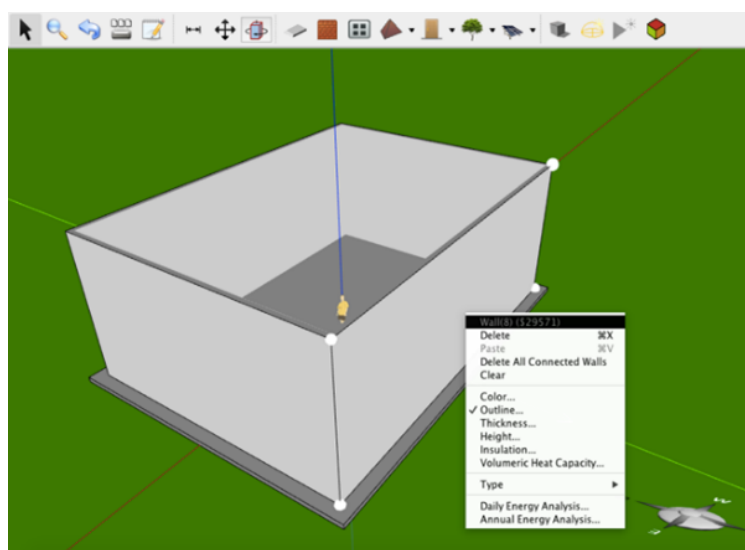 Wall(8) ($29571)
Delete ⌘X
Paste ⌘V
Delete All Connected Walls
Clear
Color...
✓ Outline...
Thickness...
Height...
Insulation...
Volumeric Heat Capacity...
Type ▶
Daily Energy Analysis...
Annual Energy Analysis...